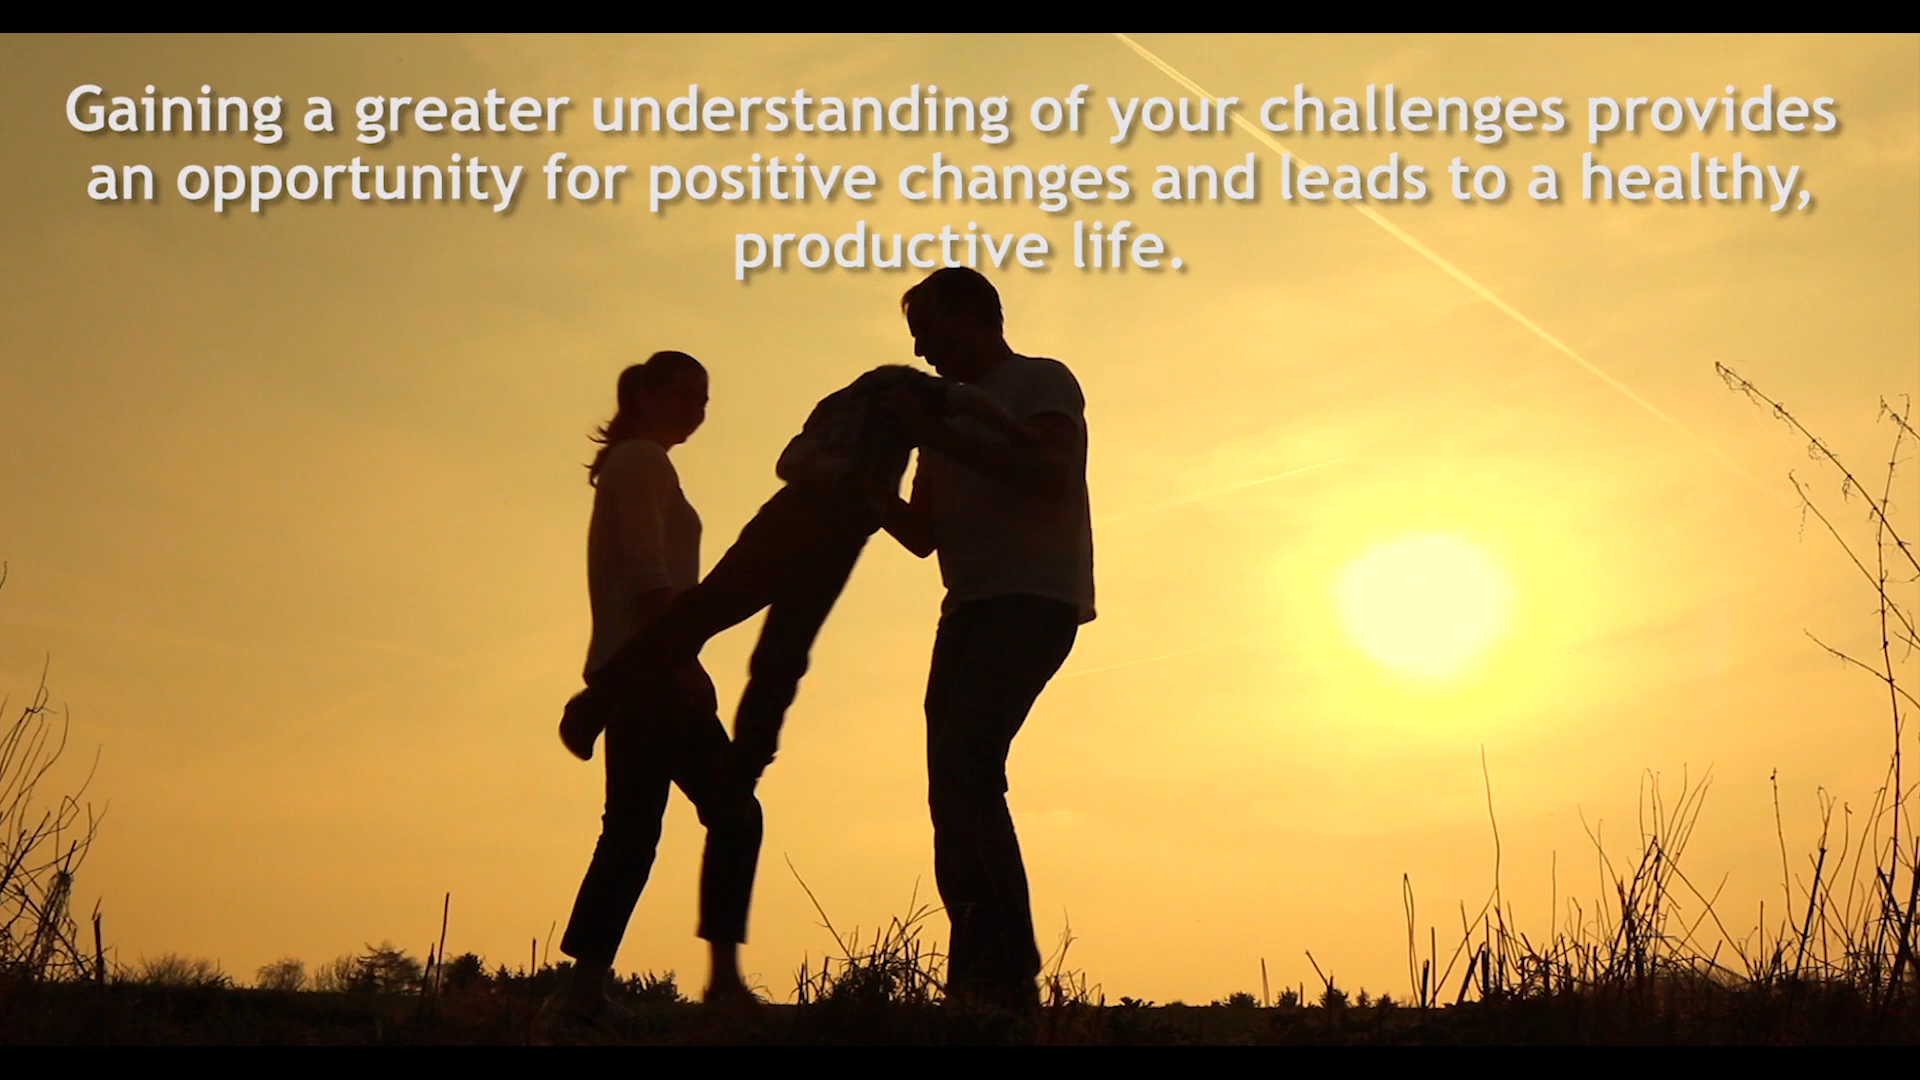 Gaining a greater understanding of your challenges provides
an opportunity for positive changes and leads to a healthy,
productive life.